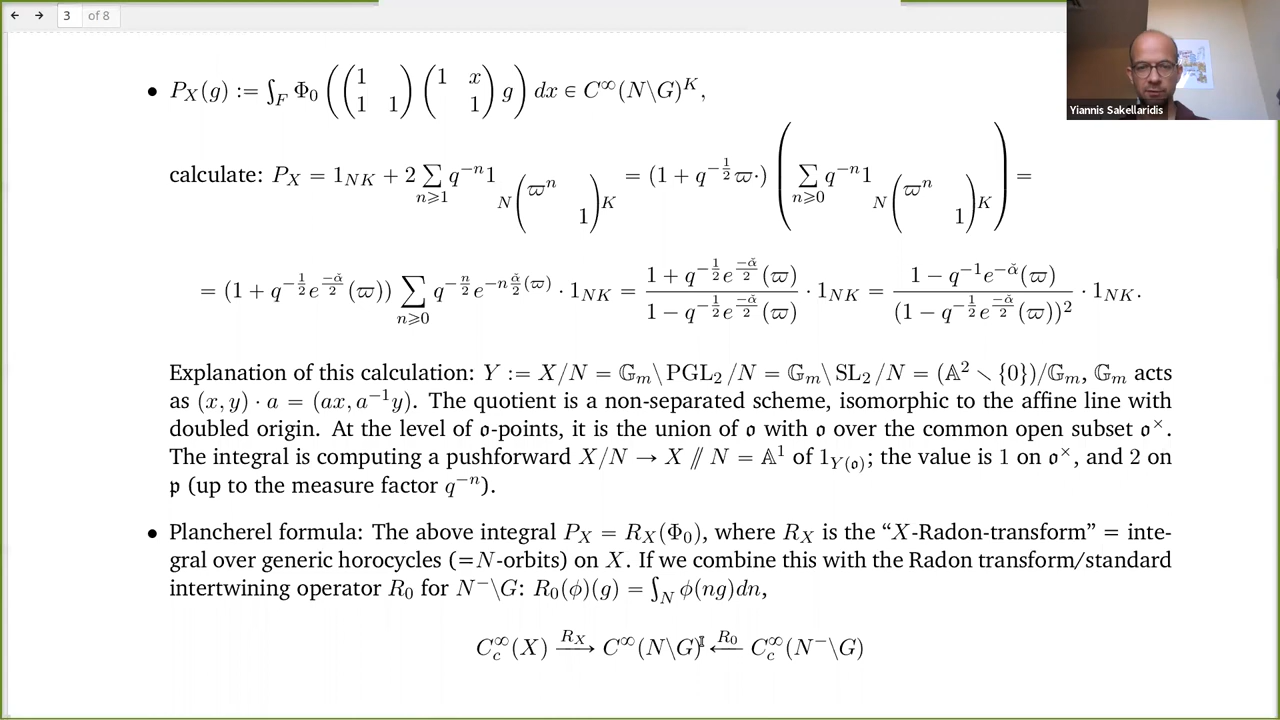 3 of 8
Yiannis Sakellaridis
• P_X(g) := ∫_F Φ_0 ( ( 1 ; 1 1 ) ( 1 x ; 1 ) g ) dx ∈ C^∞(N\G)^K,
calculate: P_X = 1_{NK} + 2 ∑_{n⩾1} q^{-n} 1_{N ( ϖ^n ; 1 ) K} = (1 + q^{-1/2} ϖ·) ( ∑_{n⩾0} q^{-n} 1_{N ( ϖ^n ; 1 ) K} ) =
= (1 + q^{-1/2} e^{-α̌/2}(ϖ)) ∑_{n⩾0} q^{-n/2} e^{-n α̌/2 (ϖ)} · 1_{NK} = \frac{1 + q^{-1/2} e^{-α̌/2}(ϖ)}{1 − q^{-1/2} e^{-α̌/2}(ϖ)} · 1_{NK} = \frac{1 − q^{-1} e^{-α̌}(ϖ)}{(1 − q^{-1/2} e^{-α̌/2}(ϖ))^2} · 1_{NK}.
Explanation of this calculation: Y := X/N = 𝔾_m\ PGL_2 /N = 𝔾_m\ SL_2 /N = (𝔸^2 ∖ {0})/𝔾_m, 𝔾_m acts
as (x, y) · a = (ax, a^{-1}y). The quotient is a non-separated scheme, isomorphic to the affine line with
doubled origin. At the level of 𝔬-points, it is the union of 𝔬 with 𝔬 over the common open subset 𝔬^×.
The integral is computing a pushforward X/N → X // N = 𝔸^1 of 1_{Y(𝔬)}; the value is 1 on 𝔬^×, and 2 on
𝔭 (up to the measure factor q^{-n}).
• Plancherel formula: The above integral P_X = R_X(Φ_0), where R_X is the “X-Radon-transform” = inte-
gral over generic horocycles (=N-orbits) on X. If we combine this with the Radon transform/standard
intertwining operator R_0 for N^-\G: R_0(ϕ)(g) = ∫_N ϕ(ng)dn,
C_c^∞(X) \xrightarrow{R_X} C^∞(N\G) \xleftarrow{R_0} C_c^∞(N^-\G)